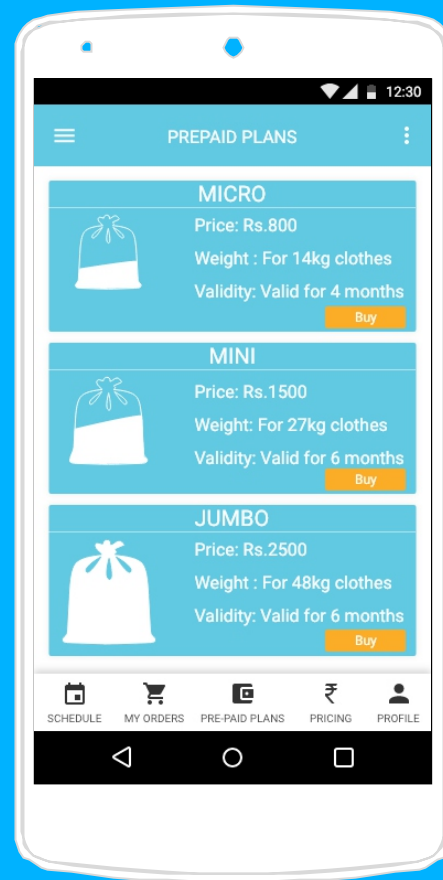 12:30
PREPAID PLANS
MICRO
Price: Rs.800
Weight : For 14kg clothes
Validity: Valid for 4 months
Buy
MINI
Price: Rs.1500
Weight: For 27kg clothes
Validity: Valid for 6 months
Buy
JUMBO
Price: Rs.2500
Weight : For 48kg clothes
Validity: Valid for 6 months
Buy
₹
SCHEDULE MY ORDERS PRE-PAID PLANS PRICING PROFILE